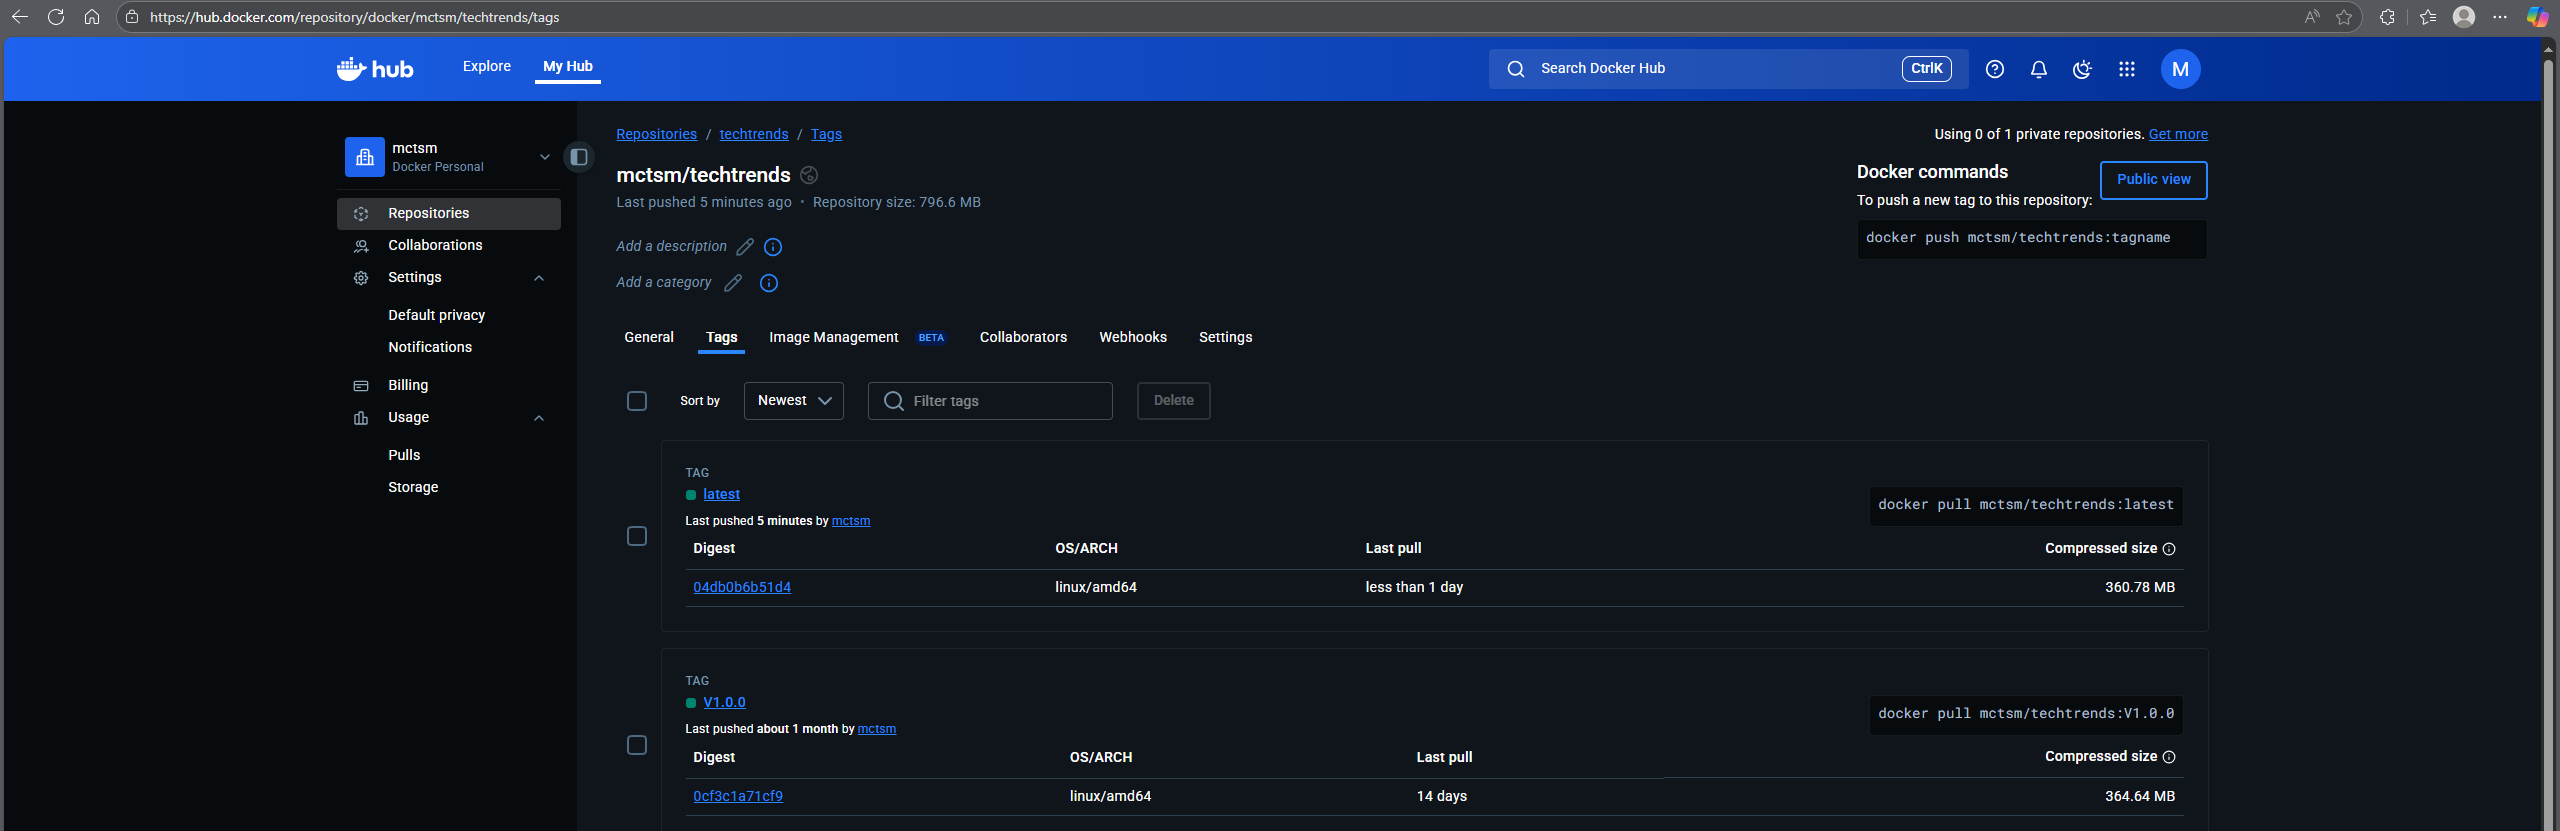 https://hub.docker.com/repository/docker/mctsm/techtrends/tags
hub
Explore
My Hub
Search Docker Hub
CtrlK
M
mctsm
Docker Personal
Repositories
Collaborations
Settings
Default privacy
Notifications
Billing
Usage
Pulls
Storage
Repositories / techtrends / Tags
Using 0 of 1 private repositories. Get more
mctsm/techtrends
Last pushed 5 minutes ago • Repository size: 796.6 MB
Add a description
Add a category
Docker commands
Public view
To push a new tag to this repository:
docker push mctsm/techtrends:tagname
General
Tags
Image Management BETA
Collaborators
Webhooks
Settings
Sort by
Newest
Filter tags
Delete
TAG
latest
Last pushed 5 minutes by mctsm
docker pull mctsm/techtrends:latest
Digest OS/ARCH Last pull Compressed size
04db0b6b51d4 linux/amd64 less than 1 day 360.78 MB
TAG
V1.0.0
Last pushed about 1 month by mctsm
docker pull mctsm/techtrends:V1.0.0
Digest OS/ARCH Last pull Compressed size
0cf3c1a71cf9 linux/amd64 14 days 364.64 MB